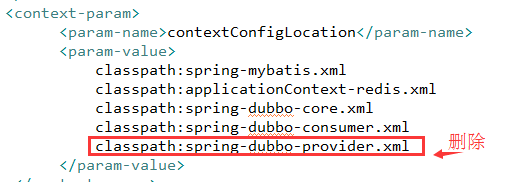 <context-param>
<param-name>contextConfigLocation</param-name>
<param-value>
classpath:spring-mybatis.xml
classpath:applicationContext-redis.xml
classpath:spring-dubbo-core.xml
classpath:spring-dubbo-consumer.xml
classpath:spring-dubbo-provider.xml
删除
</param-value>